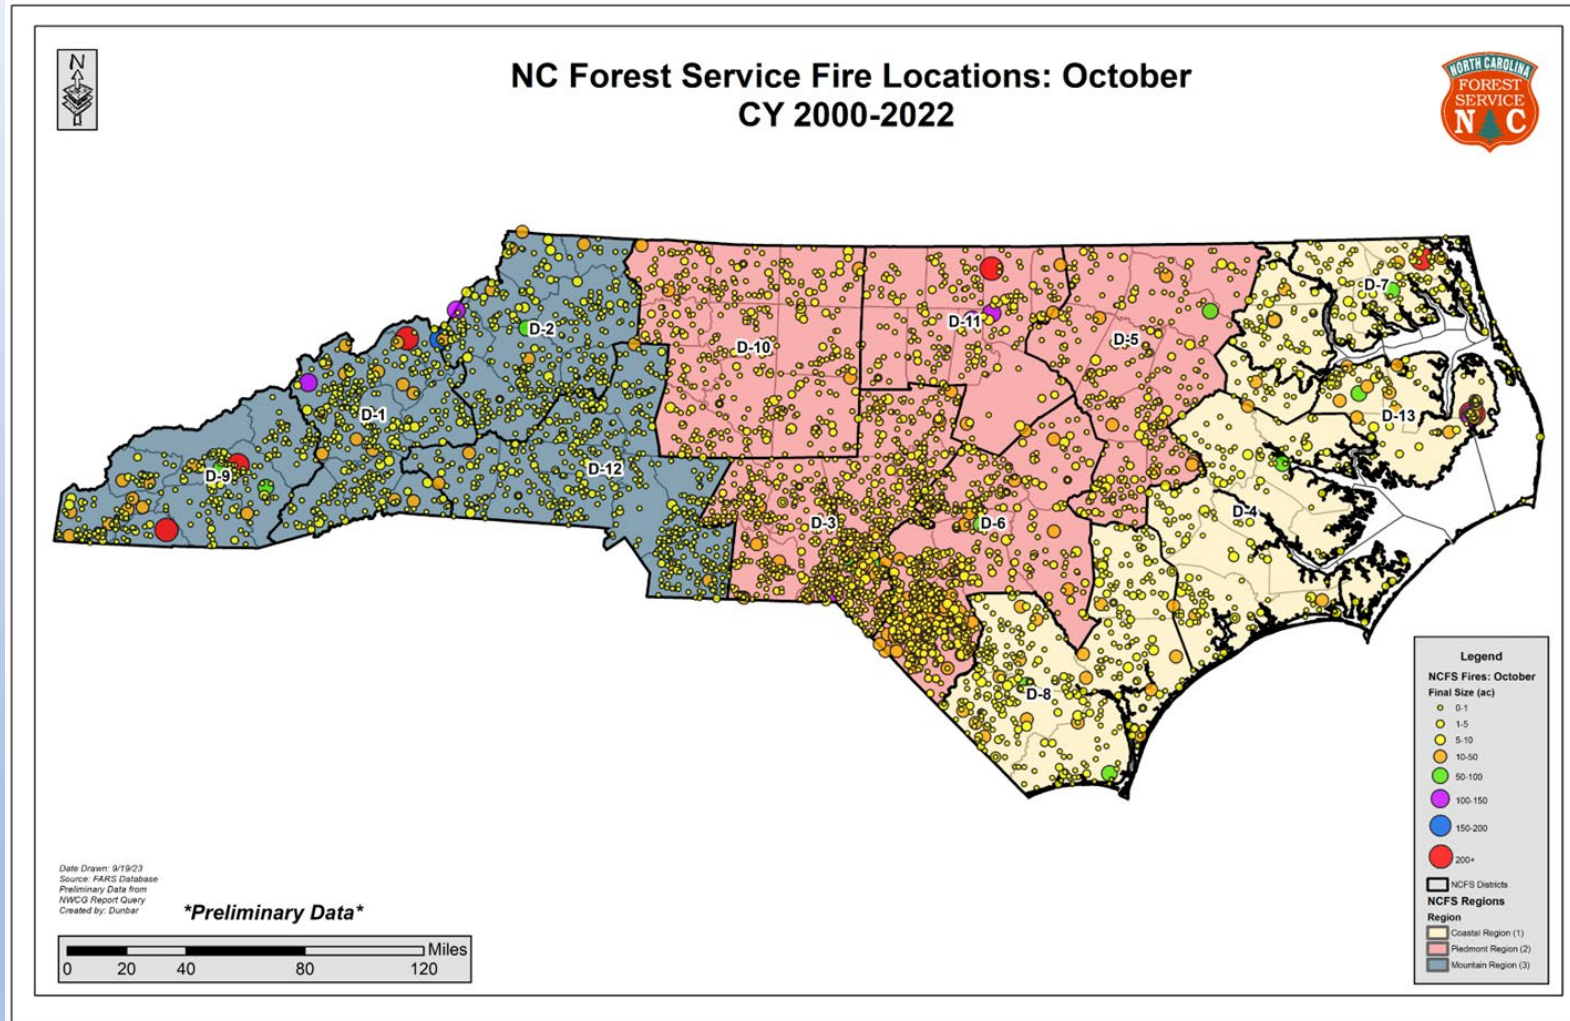 N
NC Forest Service Fire Locations: October
CY 2000-2022
NORTH CAROLINA
FOREST
SERVICE
N C
D-7
D-2
D-11
D-5
D-10
D-1
D-13
D-12
D-9
D-4
D-3
D-6
D-8
Legend
NCFS Fires: October
Final Size (ac)
0-1
1-5
5-10
10-50
50-100
100-150
150-200
200+
NCFS Districts
NCFS Regions
Region
Coastal Region (1)
Piedmont Region (2)
Mountain Region (3)
Date Drawn: 9/19/23
Source: FARS Database
Preliminary Data from
NWCG Report Query
Created by: Dunbar
*Preliminary Data*
Miles
0 20 40 80 120